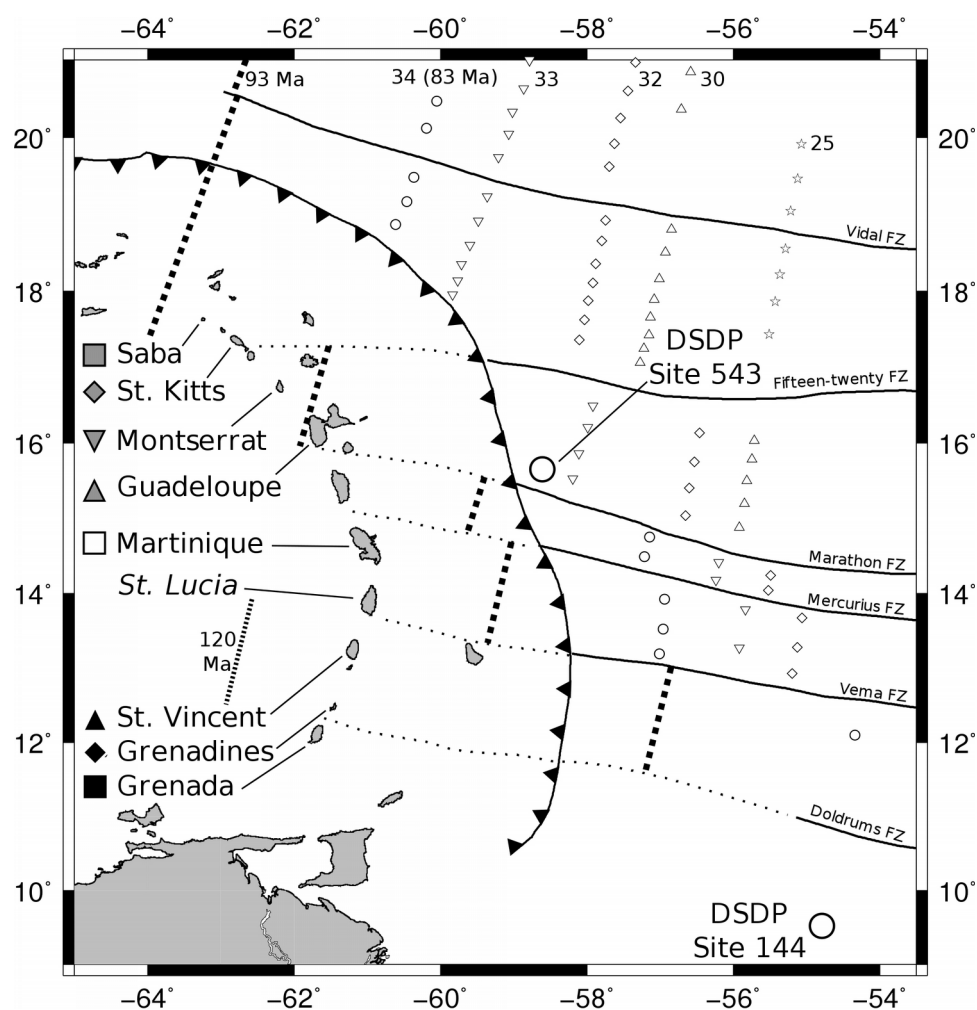 −64° −62° −60° −58° −56° −54°
93 Ma 34 (83 Ma) 33 32 30
25
20° 20°
Vidal FZ
18° 18°
DSDP
Site 543
Saba
St. Kitts
Fifteen-twenty FZ
Montserrat
16° 16°
Guadeloupe
Martinique
Marathon FZ
St. Lucia
14° 14°
Mercurius FZ
120
Ma
Vema FZ
St. Vincent
Grenadines
12° 12°
Grenada
Doldrums FZ
10° 10°
DSDP
Site 144
−64° −62° −60° −58° −56° −54°